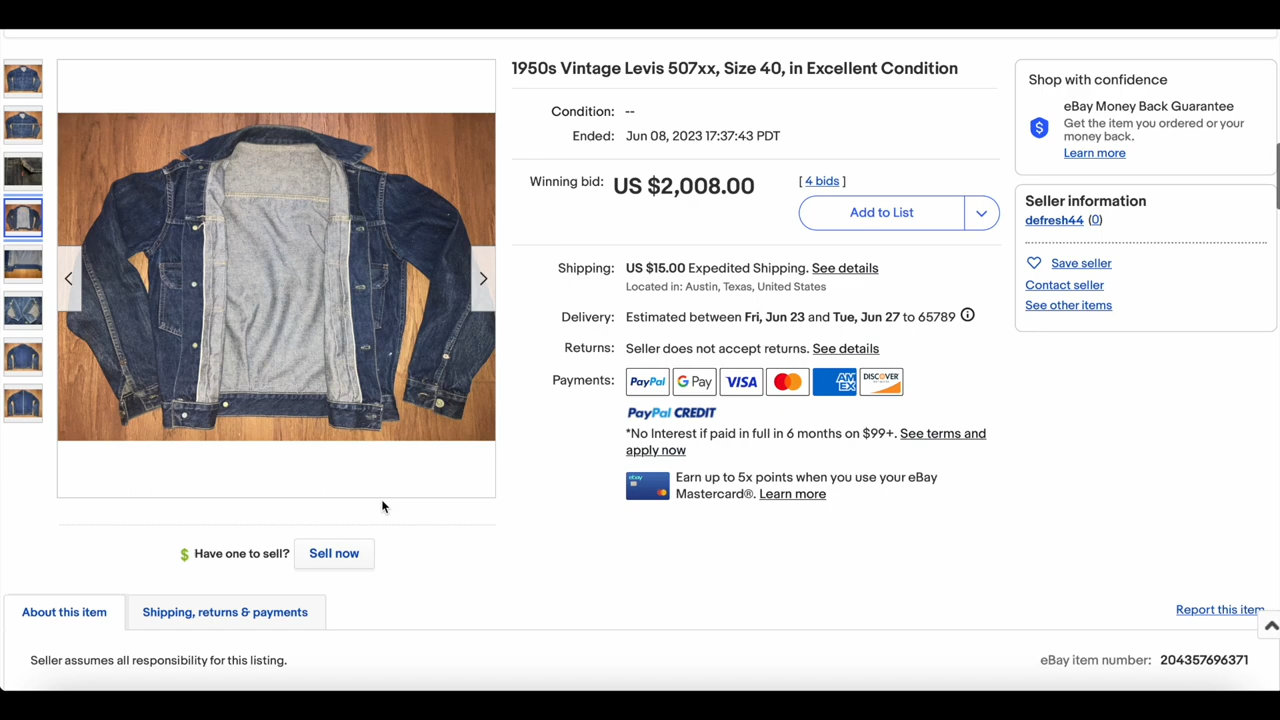 1950s Vintage Levis 507xx, Size 40, in Excellent Condition
Condition: --
Ended: Jun 08, 2023 17:37:43 PDT
Winning bid: US $2,008.00 [ 4 bids ]
Add to List
Shipping: US $15.00 Expedited Shipping. See details
Located in: Austin, Texas, United States
Delivery: Estimated between Fri, Jun 23 and Tue, Jun 27 to 65789
Returns: Seller does not accept returns. See details
Payments: PayPal G Pay VISA MasterCard AM EX DISCOVER
PayPal CREDIT
*No Interest if paid in full in 6 months on $99+. See terms and
apply now
ebay
Earn up to 5x points when you use your eBay
Mastercard®. Learn more
Shop with confidence
eBay Money Back Guarantee
Get the item you ordered or your
money back.
Learn more
Seller information
defresh44 (0)
Save seller
Contact seller
See other items
Have one to sell? Sell now
About this item
Shipping, returns & payments
Report this item
Seller assumes all responsibility for this listing.
eBay item number: 204357696371